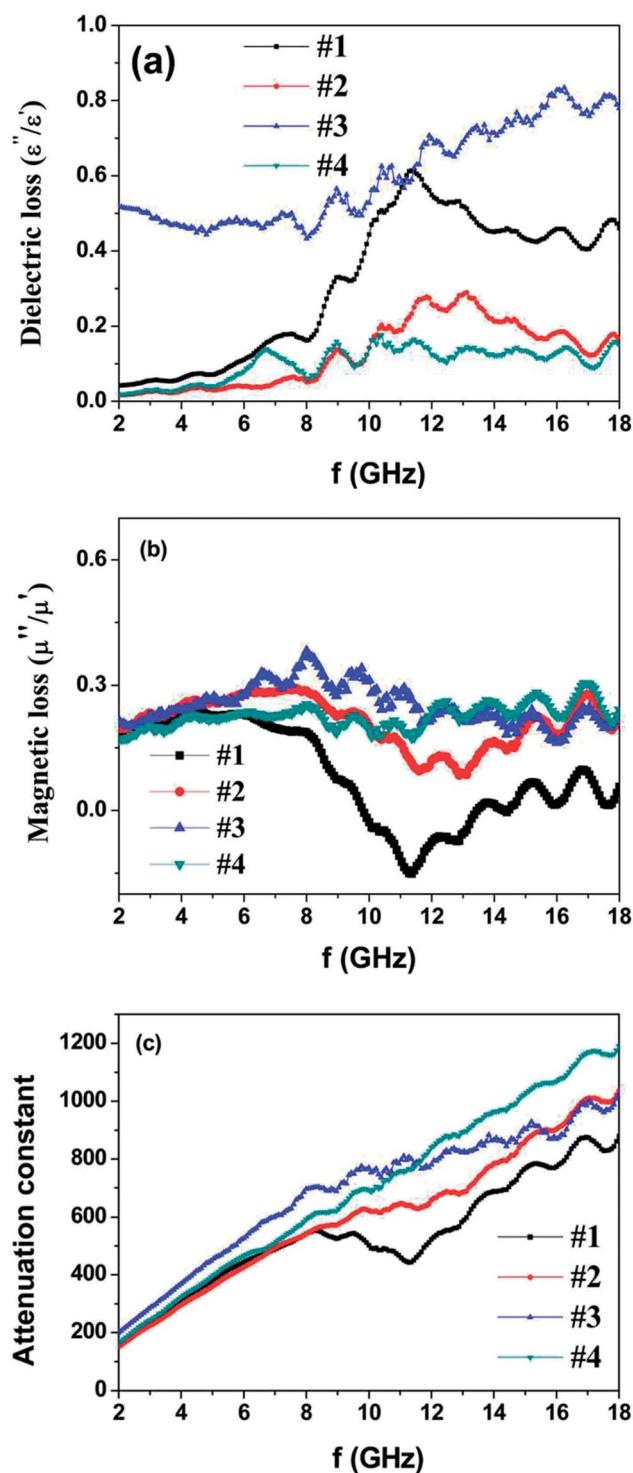 (a)
#1
#2
#3
#4
Dielectric loss (ε''/ε')
1.0
0.8
0.6
0.4
0.2
0.0
2 4 6 8 10 12 14 16 18
f (GHz)
(b)
Magnetic loss (μ''/μ')
0.6
0.3
0.0
#1
#2
#3
#4
2 4 6 8 10 12 14 16 18
f (GHz)
(c)
Attenuation constant
1200
1000
800
600
400
200
0
#1
#2
#3
#4
2 4 6 8 10 12 14 16 18
f (GHz)